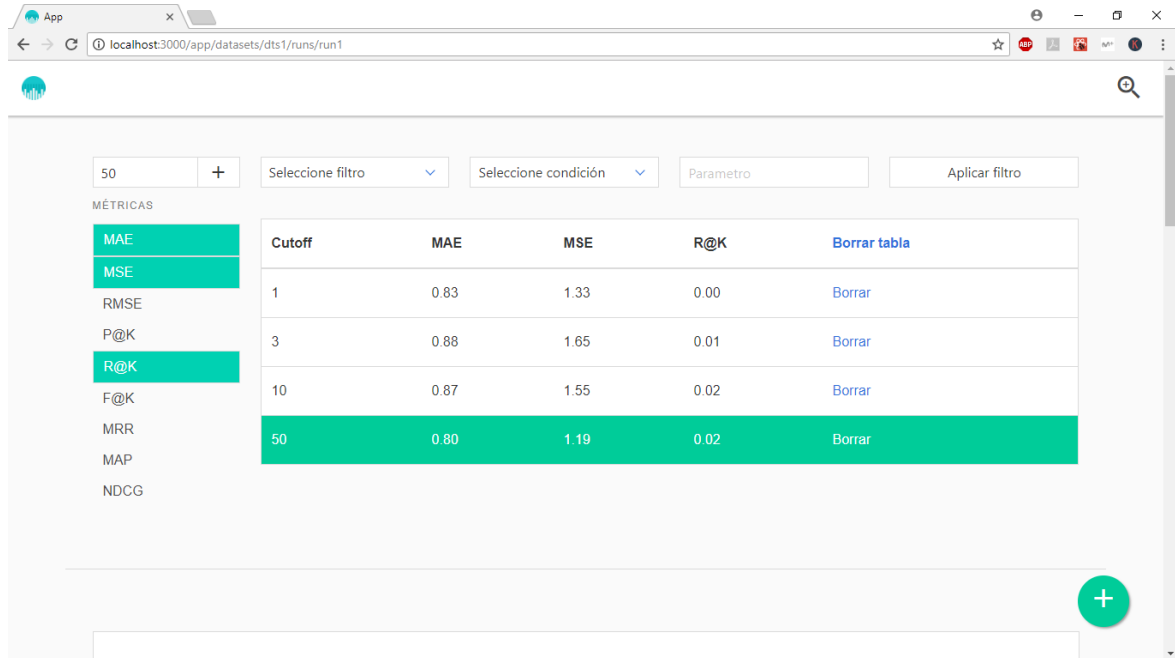 App
localhost:3000/app/datasets/dts1/runs/run1
ABP
K
50 + Seleccione filtro Seleccione condición Parametro Aplicar filtro
MÉTRICAS
MAE
MSE
RMSE
P@K
R@K
F@K
MRR
MAP
NDCG
Cutoff MAE MSE R@K Borrar tabla
1 0.83 1.33 0.00 Borrar
3 0.88 1.65 0.01 Borrar
10 0.87 1.55 0.02 Borrar
50 0.80 1.19 0.02 Borrar
+